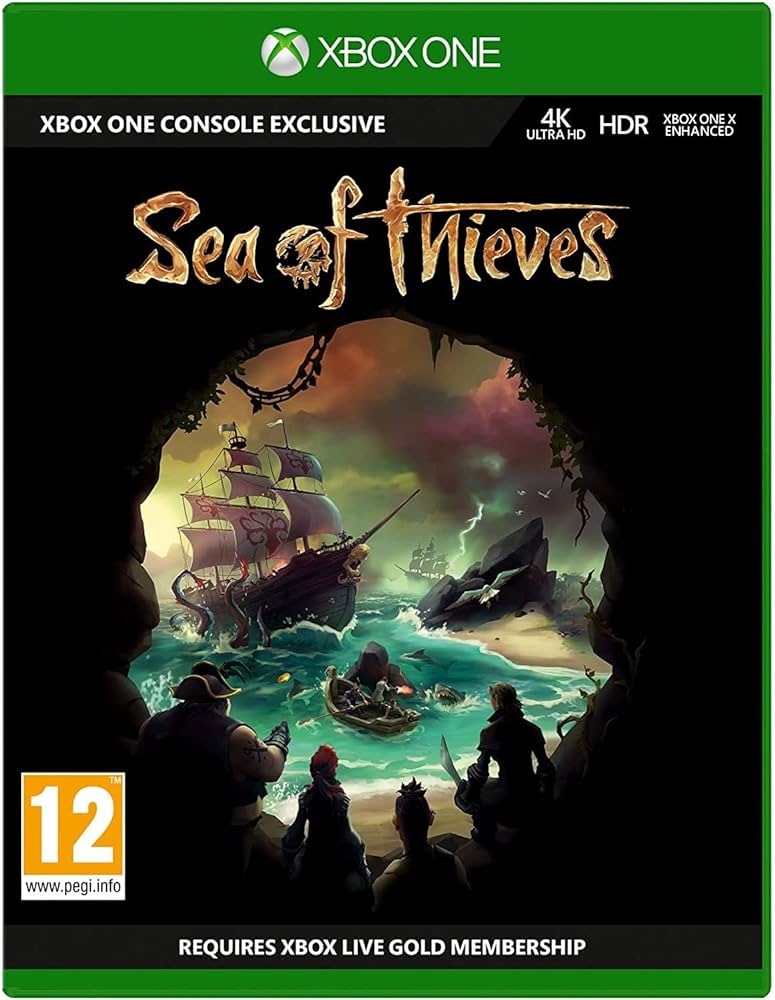 XBOX ONE
XBOX ONE CONSOLE EXCLUSIVE
4K
ULTRA HD
HDR
XBOX ONE X
ENHANCED
Sea of Thieves
12
TM
www.pegi.info
REQUIRES XBOX LIVE GOLD MEMBERSHIP